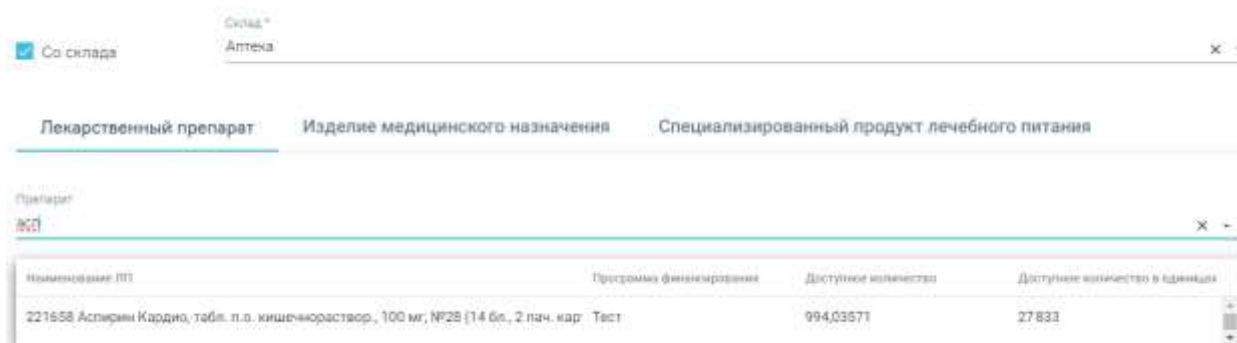 Склад *
Со склада
Аптека
Лекарственный препарат Изделие медицинского назначения Специализированный продукт лечебного питания
Препарат
асп
Наименование ЛП Программа финансирования Доступное количество Доступное количество в единицах
221658 Аспирин Кардио, табл. п.о. кишечнораствор., 100 мг, №28 (14 бл., 2 пач. кар Тест 994,03571 27 833